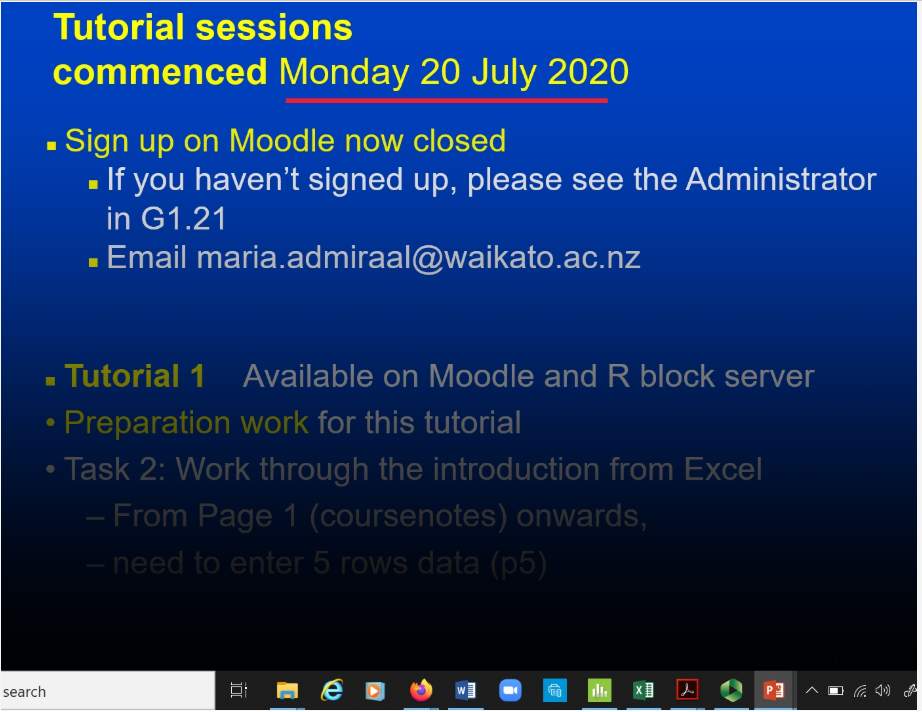 Tutorial sessions
commenced Monday 20 July 2020
Sign up on Moodle now closed
If you haven’t signed up, please see the Administrator
in G1.21
Email maria.admiraal@waikato.ac.nz
Tutorial 1 Available on Moodle and R block server
Preparation work for this tutorial
Task 2: Work through the introduction from Excel
– From Page 1 (coursenotes) onwards,
– need to enter 5 rows data (p5)
search